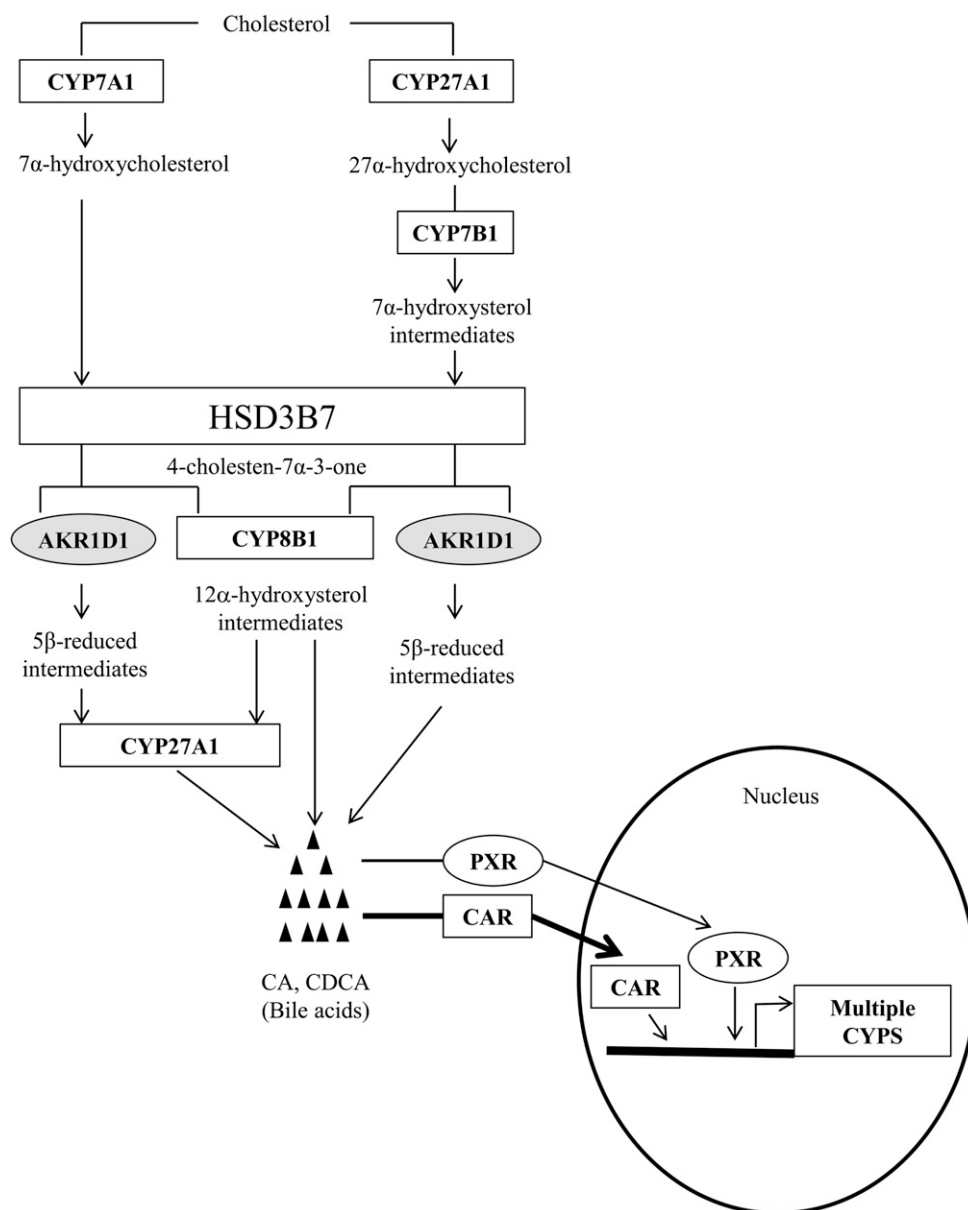 Cholesterol
CYP7A1
CYP27A1
7α-hydroxycholesterol
27α-hydroxycholesterol
CYP7B1
7α-hydroxysterol
intermediates
HSD3B7
4-cholesten-7α-3-one
AKR1D1
CYP8B1
AKR1D1
12α-hydroxysterol
intermediates
5β-reduced
intermediates
5β-reduced
intermediates
CYP27A1
Nucleus
PXR
CAR
PXR
CAR
CA, CDCA
(Bile acids)
Multiple
CYPS